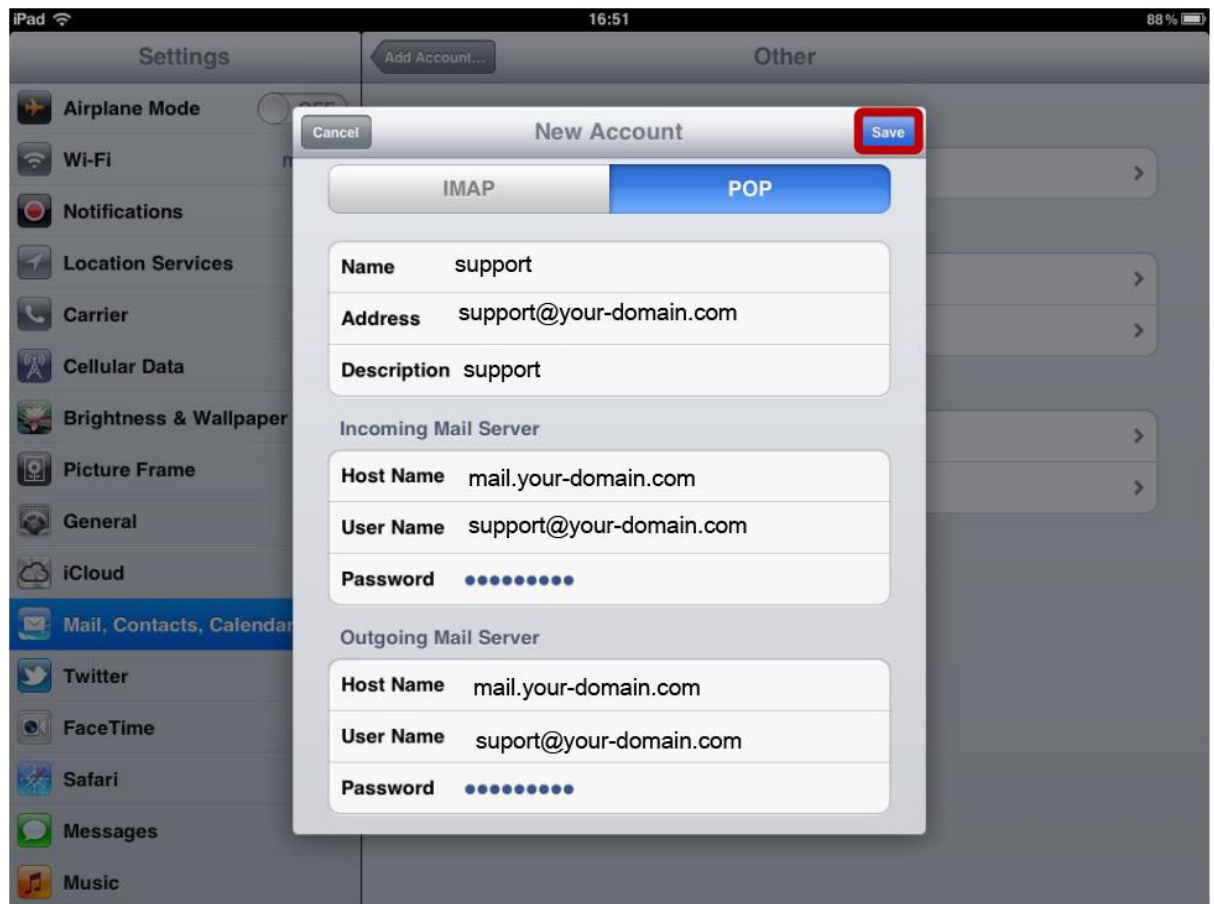 iPad 16:51 88%
Settings
Add Account... Other
Airplane Mode OFF
Cancel New Account Save
Wi-Fi
IMAP POP
Notifications
Location Services
Name support
Carrier
Address support@your-domain.com
Cellular Data
Description support
Brightness & Wallpaper
Incoming Mail Server
Picture Frame
Host Name mail.your-domain.com
General
User Name support@your-domain.com
iCloud
Password •••••••••
Mail, Contacts, Calendar
Outgoing Mail Server
Twitter
Host Name mail.your-domain.com
FaceTime
User Name suport@your-domain.com
Safari
Password •••••••••
Messages
Music